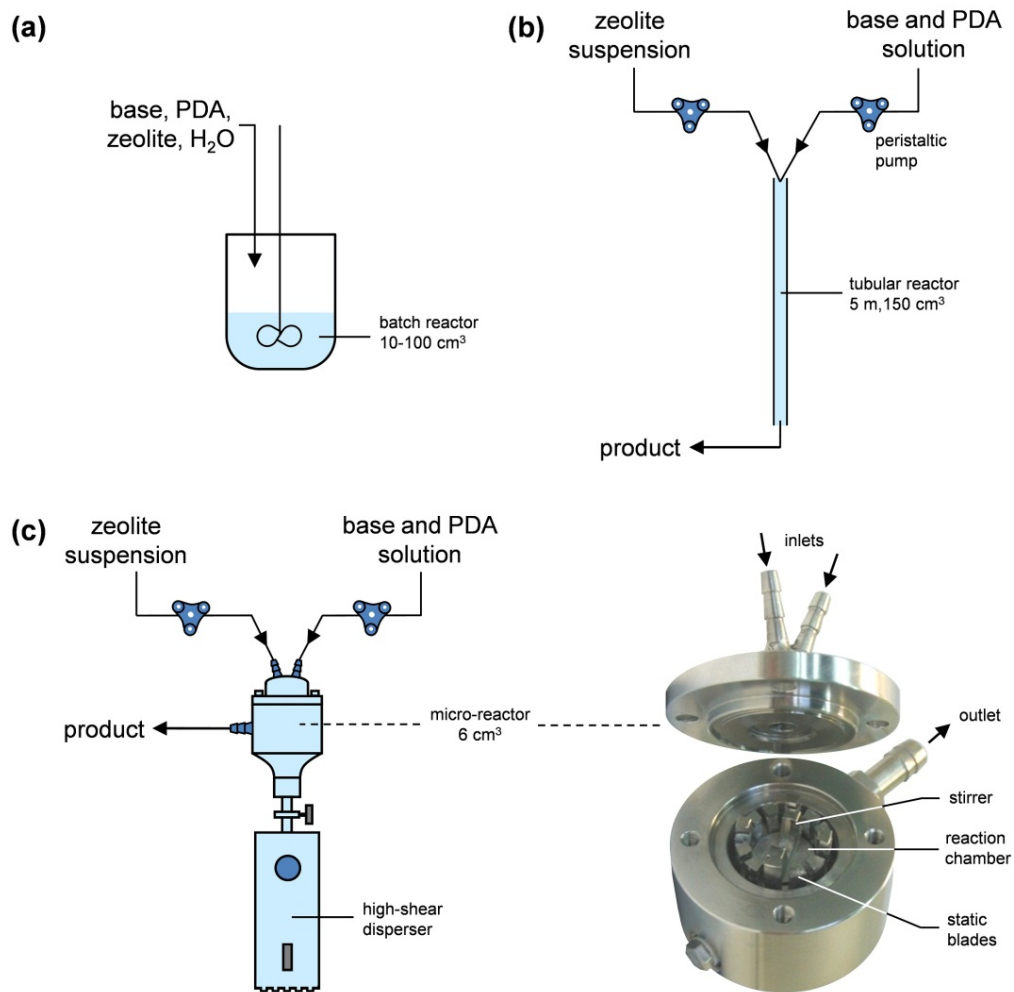 (a)
base, PDA,
zeolite, H₂O
batch reactor
10-100 cm³
(b)
zeolite
suspension
base and PDA
solution
peristaltic
pump
tubular reactor
5 m,150 cm³
product
(c)
zeolite
suspension
base and PDA
solution
product
micro-reactor
6 cm³
high-shear
disperser
inlets
outlet
stirrer
reaction
chamber
static
blades